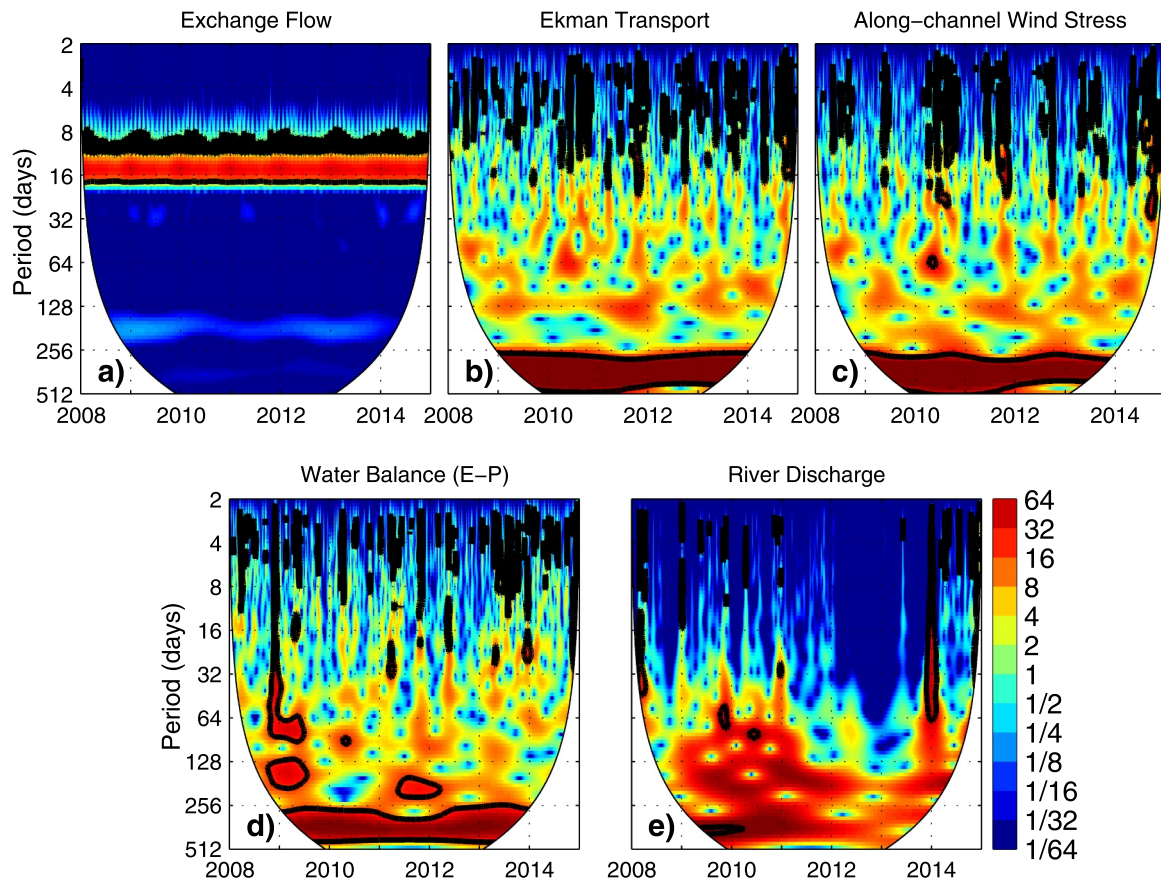 Exchange Flow
Ekman Transport
Along-channel Wind Stress
Period (days)
2
4
8
16
32
64
128
256
512
a)
b)
c)
2008 2010 2012 2014
2008 2010 2012 2014
2008 2010 2012 2014
Water Balance (E-P)
River Discharge
Period (days)
2
4
8
16
32
64
128
256
512
d)
e)
2008 2010 2012 2014
2008 2010 2012 2014
64
32
16
8
4
2
1
1/2
1/4
1/8
1/16
1/32
1/64